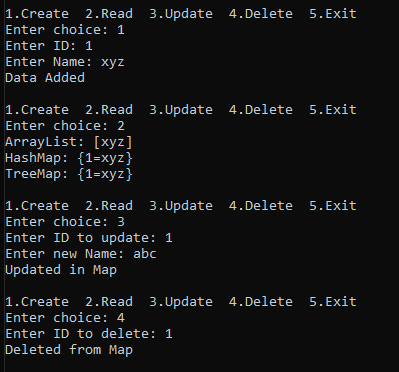 1.Create  2.Read  3.Update  4.Delete  5.Exit
Enter choice: 1
Enter ID: 1
Enter Name: xyz
Data Added
1.Create  2.Read  3.Update  4.Delete  5.Exit
Enter choice: 2
ArrayList: [xyz]
HashMap: {1=xyz}
TreeMap: {1=xyz}
1.Create  2.Read  3.Update  4.Delete  5.Exit
Enter choice: 3
Enter ID to update: 1
Enter new Name: abc
Updated in Map
1.Create  2.Read  3.Update  4.Delete  5.Exit
Enter choice: 4
Enter ID to delete: 1
Deleted from Map